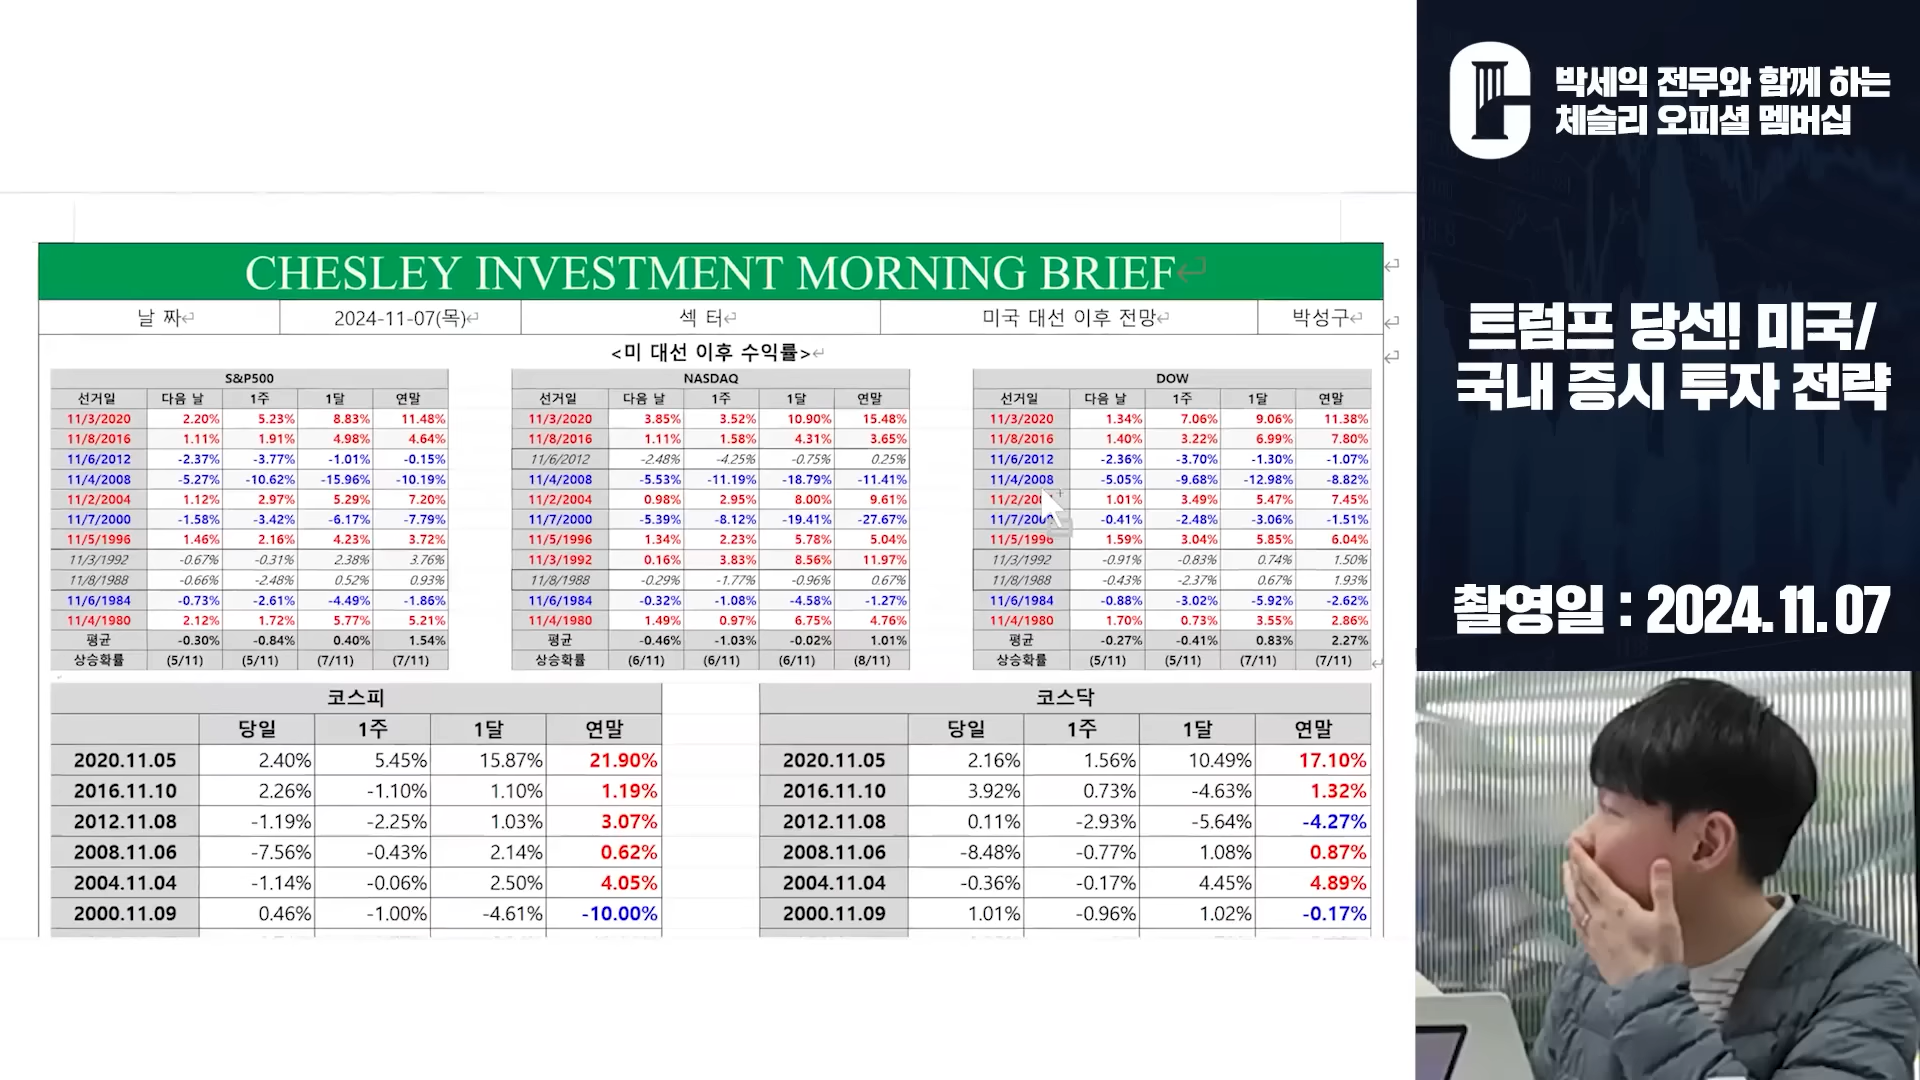 CHESLEY INVESTMENT MORNING BRIEF
날 짜 2024-11-07(목) 섹 터 미국 대선 이후 전망 박성구
<미 대선 이후 수익률>
S&P500
선거일 다음 날 1주 1달 연말
11/3/2020 2.20% 5.23% 8.83% 11.48%
11/8/2016 1.11% 1.91% 4.98% 4.64%
11/6/2012 -2.37% -3.77% -1.01% -0.15%
11/4/2008 -5.27% -10.62% -15.96% -10.19%
11/2/2004 1.12% 2.97% 5.29% 7.20%
11/7/2000 -1.58% -3.42% -6.17% -7.79%
11/5/1996 1.46% 2.16% 4.23% 3.72%
11/3/1992 -0.67% -0.31% 2.38% 3.76%
11/8/1988 -0.66% -2.48% 0.52% 0.93%
11/6/1984 -0.73% -2.61% -4.49% -1.86%
11/4/1980 2.12% 1.72% 5.77% 5.21%
평균 -0.30% -0.84% 0.40% 1.54%
상승확률 (5/11) (5/11) (7/11) (7/11)
NASDAQ
선거일 다음 날 1주 1달 연말
11/3/2020 3.85% 3.52% 10.90% 15.48%
11/8/2016 1.11% 1.58% 4.31% 3.65%
11/6/2012 -2.48% -4.25% -0.75% 0.25%
11/4/2008 -5.53% -11.19% -18.79% -11.41%
11/2/2004 0.98% 2.95% 8.00% 9.61%
11/7/2000 -5.39% -8.12% -19.41% -27.67%
11/5/1996 1.34% 2.23% 5.78% 5.04%
11/3/1992 0.16% 3.83% 8.56% 11.97%
11/8/1988 -0.29% -1.77% -0.96% 0.67%
11/6/1984 -0.32% -1.08% -4.58% -1.27%
11/4/1980 1.49% 0.97% 6.75% 4.76%
평균 -0.46% -1.03% -0.02% 1.01%
상승확률 (6/11) (6/11) (6/11) (8/11)
DOW
선거일 다음 날 1주 1달 연말
11/3/2020 1.34% 7.06% 9.06% 11.38%
11/8/2016 1.40% 3.22% 6.99% 7.80%
11/6/2012 -2.36% -3.70% -1.30% -1.07%
11/4/2008 -5.05% -9.68% -12.98% -8.82%
1.01% 3.49% 5.47% 7.45%
-0.41% -2.48% -3.06% -1.51%
11/5/1996 1.59% 3.04% 5.85% 6.04%
11/3/1992 -0.91% -0.83% 0.74% 1.50%
11/8/1988 -0.43% -2.37% 0.67% 1.93%
11/6/1984 -0.88% -3.02% -5.92% -2.62%
11/4/1980 1.70% 0.73% 3.55% 2.86%
평균 -0.27% -0.41% 0.83% 2.27%
상승확률 (5/11) (5/11) (7/11) (7/11)
코스피
당일 1주 1달 연말
2020.11.05 2.40% 5.45% 15.87% 21.90%
2016.11.10 2.26% -1.10% 1.10% 1.19%
2012.11.08 -1.19% -2.25% 1.03% 3.07%
2008.11.06 -7.56% -0.43% 2.14% 0.62%
2004.11.04 -1.14% -0.06% 2.50% 4.05%
2000.11.09 0.46% -1.00% -4.61% -10.00%
코스닥
당일 1주 1달 연말
2020.11.05 2.16% 1.56% 10.49% 17.10%
2016.11.10 3.92% 0.73% -4.63% 1.32%
2012.11.08 0.11% -2.93% -5.64% -4.27%
2008.11.06 -8.48% -0.77% 1.08% 0.87%
2004.11.04 -0.36% -0.17% 4.45% 4.89%
2000.11.09 1.01% -0.96% 1.02% -0.17%
박세익 전무와 함께 하는
체슬리 오피셜 멤버십
트럼프 당선! 미국/
국내 증시 투자 전략
촬영일 : 2024.11.07